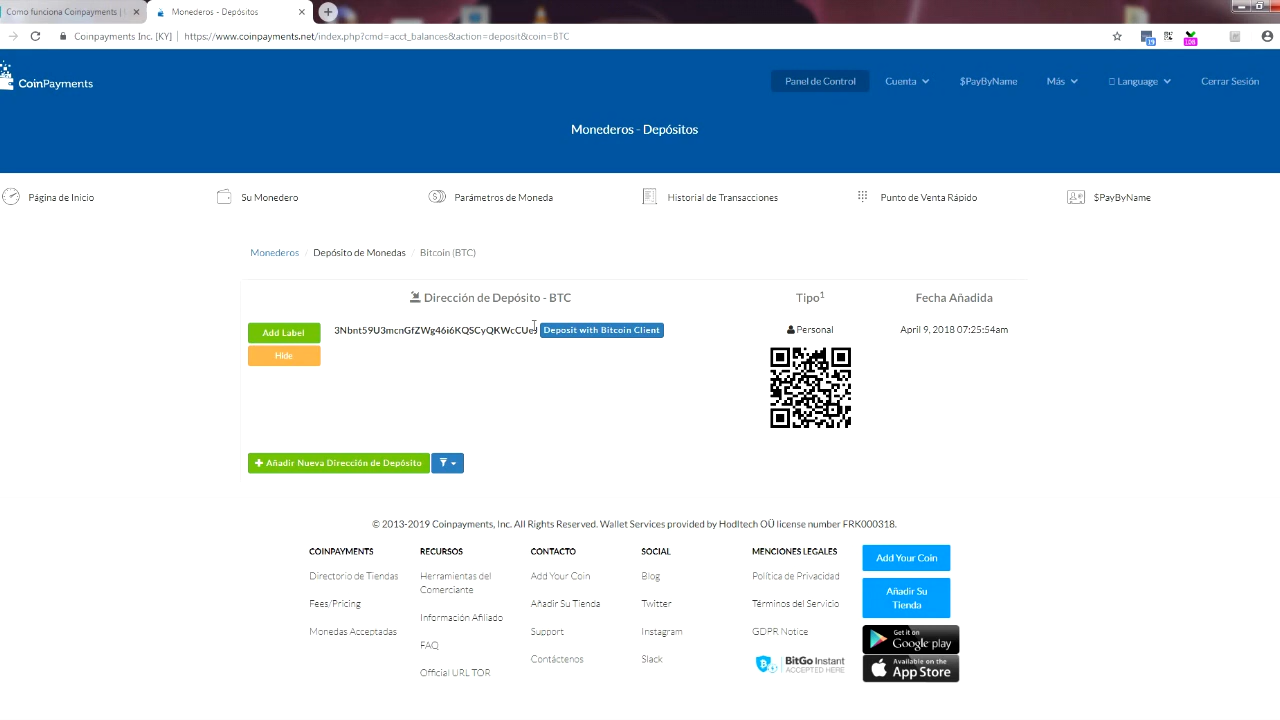 Como funciona Coinpayments |
Monederos - Depósitos
Coinpayments Inc. [KY] | https://www.coinpayments.net/index.php?cmd=acct_balances&action=deposit&coin=BTC
19
108
CoinPayments
Panel de Control
Cuenta
$PayByName
Más
Language
Cerrar Sesión
Monederos - Depósitos
Página de Inicio
Su Monedero
Parámetros de Moneda
Historial de Transacciones
Punto de Venta Rápido
$PayByName
Monederos / Depósito de Monedas / Bitcoin (BTC)
Dirección de Depósito - BTC
Tipo1
Fecha Añadida
Add Label
Hide
Deposit with Bitcoin Client
Personal
April 9, 2018 07:25:54am
+ Añadir Nueva Dirección de Depósito
© 2013-2019 Coinpayments, Inc. All Rights Reserved. Wallet Services provided by Hodltech OÜ license number FRK000318.
COINPAYMENTS
Directorio de Tiendas
Fees/Pricing
Monedas Acceptadas
RECURSOS
Herramientas del
Comerciante
Información Afiliado
FAQ
Official URL TOR
CONTACTO
Add Your Coin
Añadir Su Tienda
Support
Contáctenos
SOCIAL
Blog
Twitter
Instagram
Slack
MENCIONES LEGALES
Política de Privacidad
Términos del Servicio
GDPR Notice
BitGo Instant
ACCEPTED HERE
Add Your Coin
Añadir Su
Tienda
Get it on
Google play
Available on the
App Store